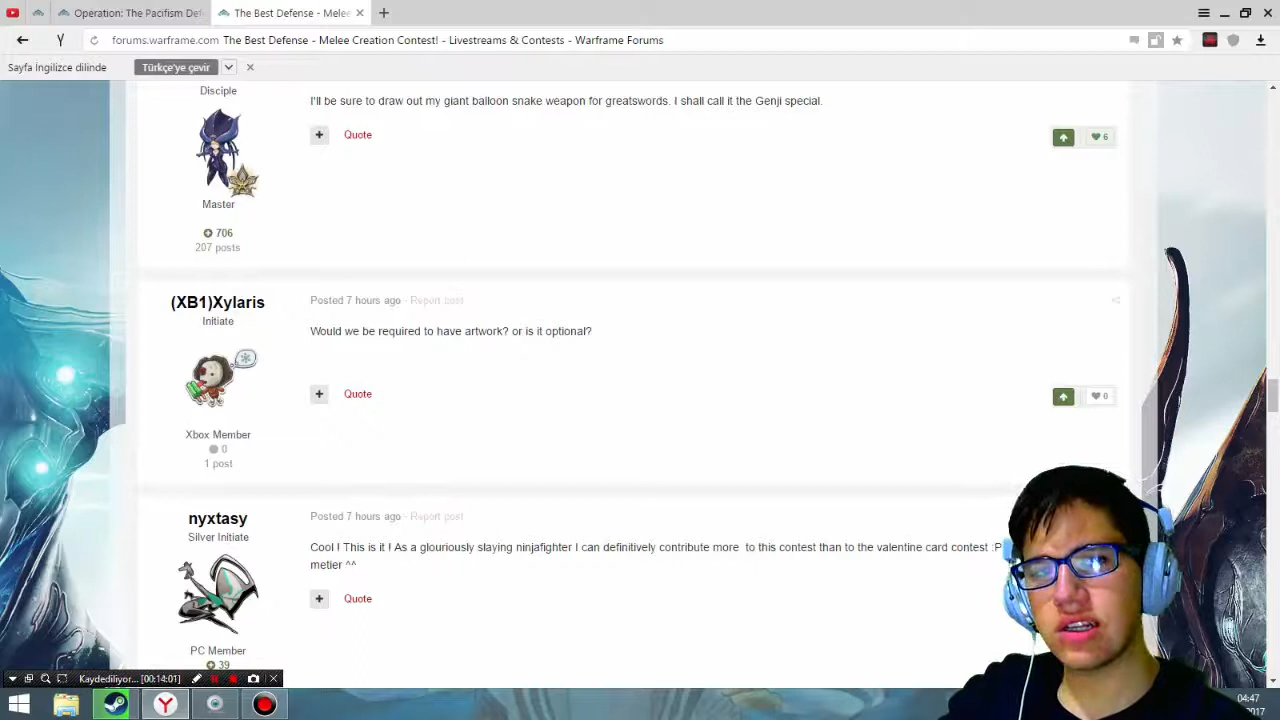 Operation: The Pacifism Def
The Best Defense - Melee
forums.warframe.com The Best Defense - Melee Creation Contest! - Livestreams & Contests - Warframe Forums
Sayfa İngilizce dilinde
Türkçe'ye çevir
Disciple
I'll be sure to draw out my giant balloon snake weapon for greatswords. I shall call it the Genji special.
+ Quote
6
Master
706
207 posts
(XB1)Xylaris
Posted 7 hours ago - Report post
Initiate
Would we be required to have artwork? or is it optional?
+ Quote
0
Xbox Member
0
1 post
nyxtasy
Posted 7 hours ago - Report post
Silver Initiate
Cool ! This is it ! As a glouriously slaying ninjafighter I can definitively contribute more to this contest than to the valentine card contest :P
metier ^^
+ Quote
PC Member
39
Kaydediliyor... [00:14:01]
04:47
2017